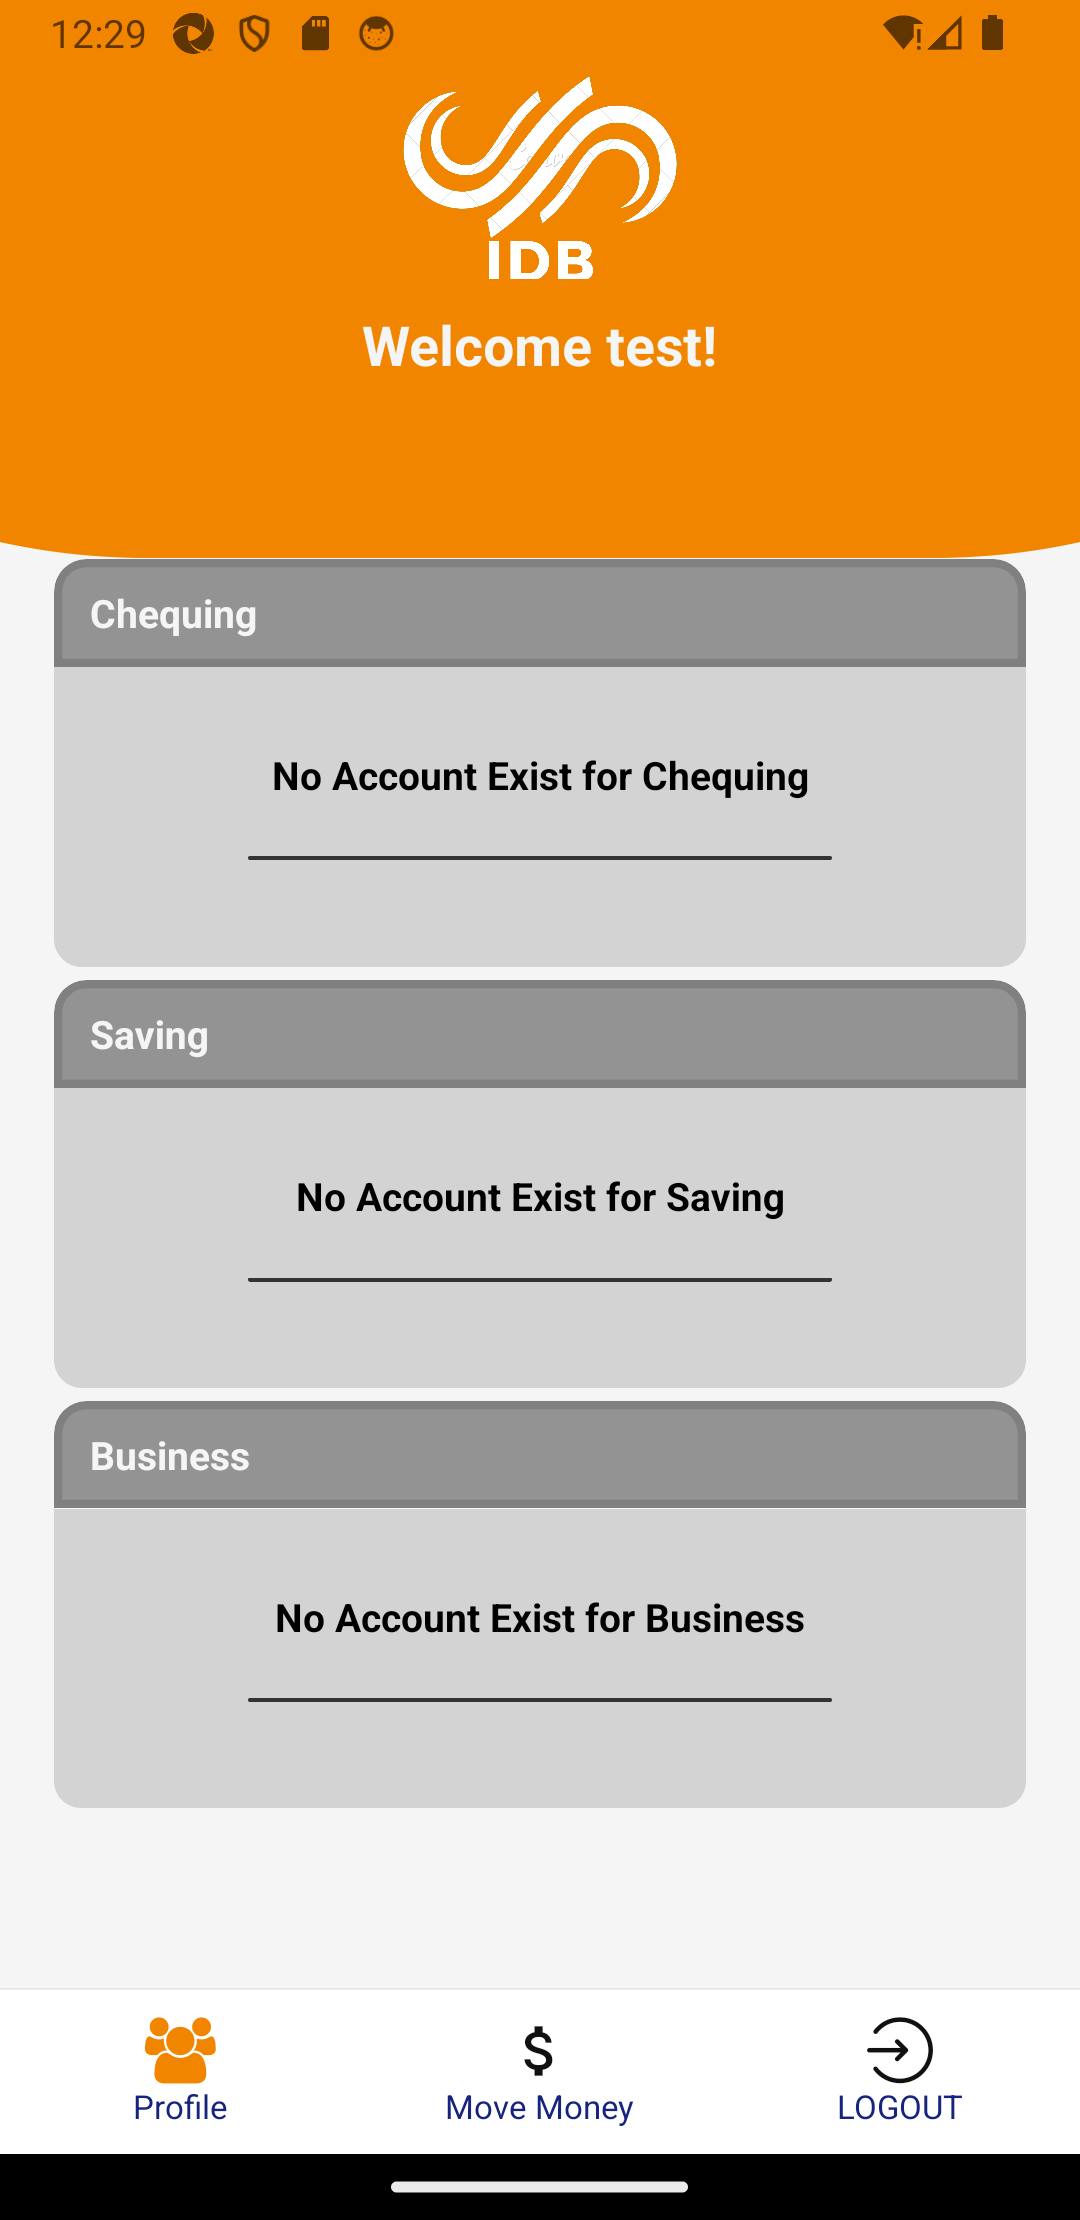 12:29
IDB
Welcome test!
Chequing
No Account Exist for Chequing
Saving
No Account Exist for Saving
Business
No Account Exist for Business
$
Profile
Move Money
LOGOUT